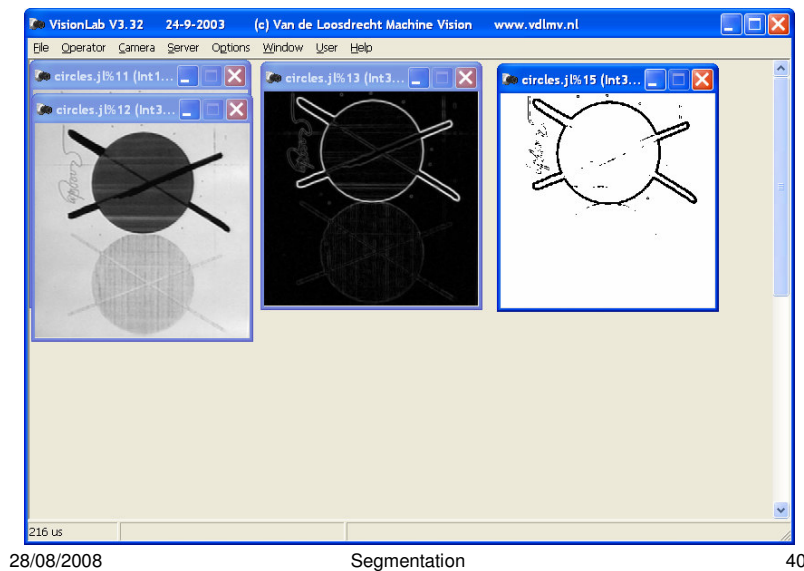 VisionLab V3.32 24-9-2003 (c) Van de Loosdrecht Machine Vision www.vdlmv.nl
File Operator Camera Server Options Window User Help
circles.jl%11 (Int1...
circles.jl%12 (Int3...
circles.jl%13 (Int3...
circles.jl%15 (Int3...
216 us
28/08/2008 Segmentation 40